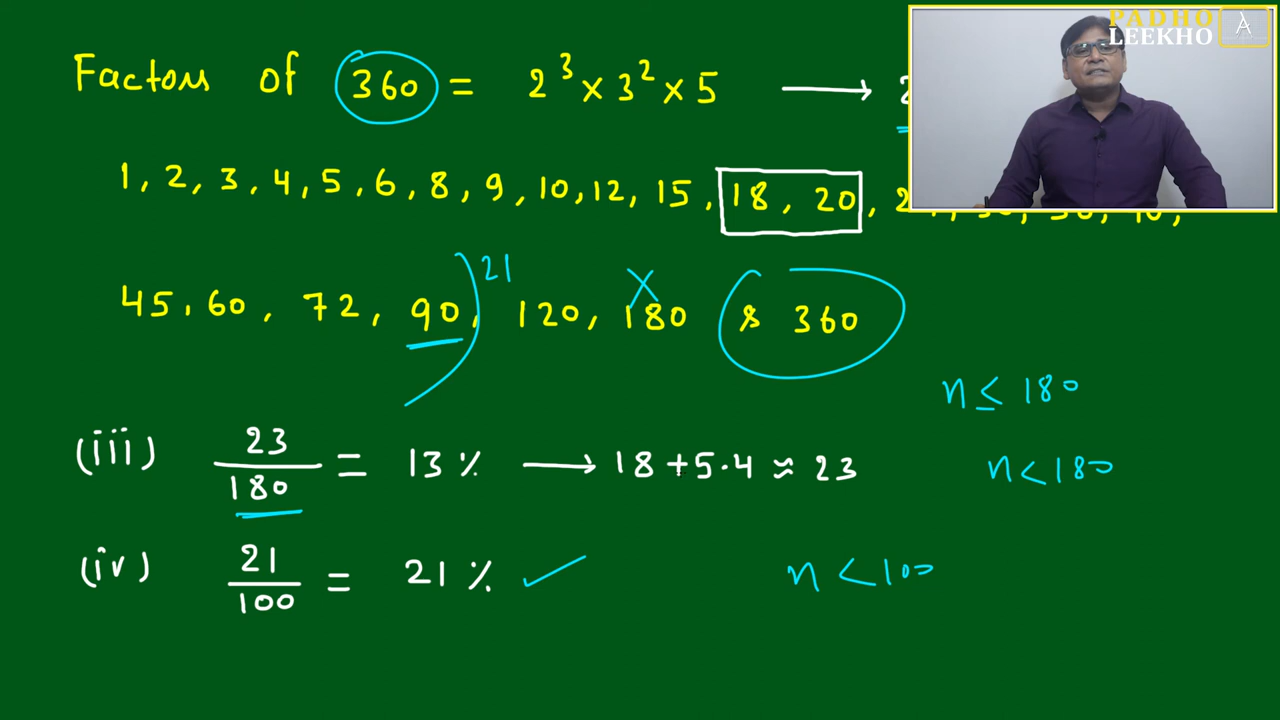 PADHO
LEEKHO
Factors of 360 = 2³ × 3² × 5 →
1, 2, 3, 4, 5, 6, 8, 9, 10, 12, 15, 18, 20,
45, 60, 72, 90, 21 120, 180 & 360
n ≤ 180
(iii) 23/180 = 13% → 18 + 5·4 ≈ 23 n < 180
(iv) 21/100 = 21% ✓ n < 100